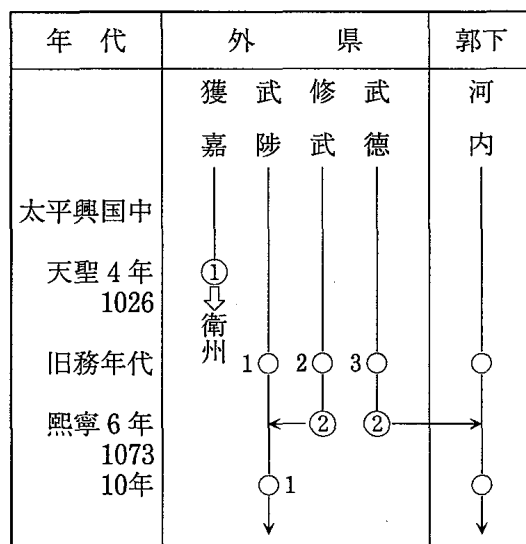 年代 外県 郭下
獲嘉 武陟 修武 武德 河内
太平興国中
天聖4年 ①
1026
衛州
旧務年代 1 2 3
熙寧6年 ② ②
1073
10年 1